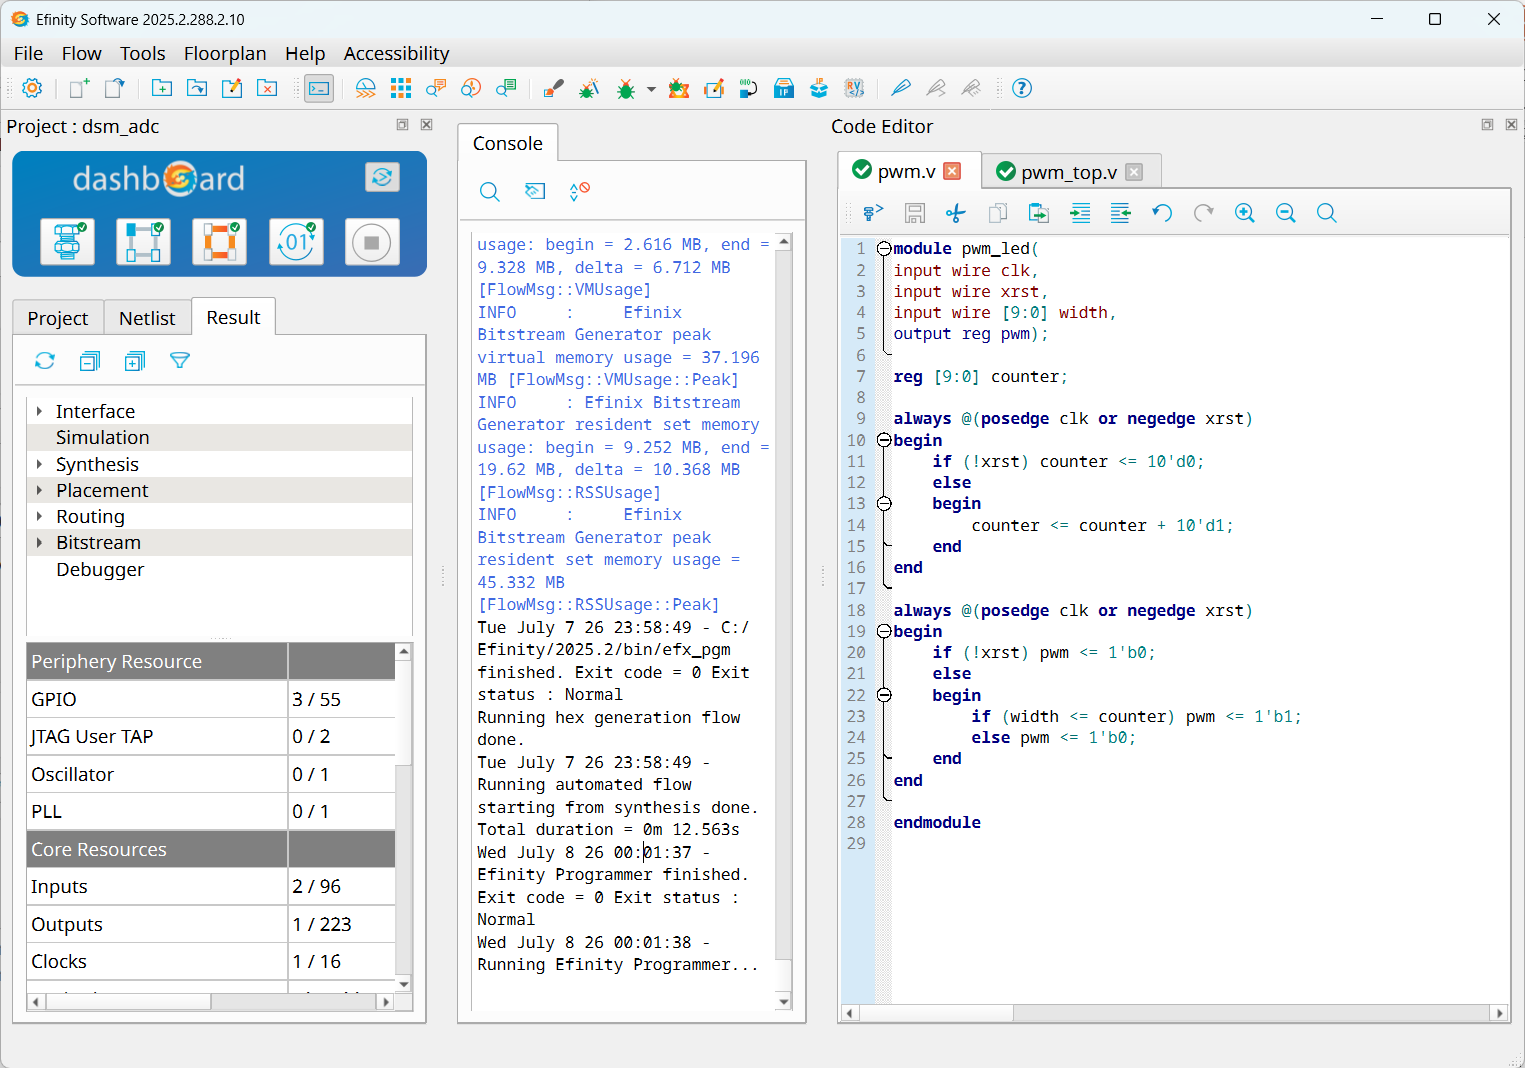 Efinity Software 2025.2.288.2.10
File Flow Tools Floorplan Help Accessibility
Project : dsm_adc
dashboard
Project Netlist Result
Interface
Simulation
Synthesis
Placement
Routing
Bitstream
Debugger
Periphery Resource
GPIO 3 / 55
JTAG User TAP 0 / 2
Oscillator 0 / 1
PLL 0 / 1
Core Resources
Inputs 2 / 96
Outputs 1 / 223
Clocks 1 / 16
Console
usage: begin = 2.616 MB, end =
9.328 MB, delta = 6.712 MB
[FlowMsg::VMUsage]
INFO : Efinix
Bitstream Generator peak
virtual memory usage = 37.196
MB [FlowMsg::VMUsage::Peak]
INFO : Efinix Bitstream
Generator resident set memory
usage: begin = 9.252 MB, end =
19.62 MB, delta = 10.368 MB
[FlowMsg::RSSUsage]
INFO : Efinix
Bitstream Generator peak
resident set memory usage =
45.332 MB
[FlowMsg::RSSUsage::Peak]
Tue July 7 26 23:58:49 - C:/
Efinity/2025.2/bin/efx_pgm
finished. Exit code = 0 Exit
status : Normal
Running hex generation flow
done.
Tue July 7 26 23:58:49 -
Running automated flow
starting from synthesis done.
Total duration = 0m 12.563s
Wed July 8 26 00:01:37 -
Efinity Programmer finished.
Exit code = 0 Exit status :
Normal
Wed July 8 26 00:01:38 -
Running Efinity Programmer...
Code Editor
pwm.v pwm_top.v
1 module pwm_led(
2 input wire clk,
3 input wire xrst,
4 input wire [9:0] width,
5 output reg pwm);
6
7 reg [9:0] counter;
8
9 always @(posedge clk or negedge xrst)
10 begin
11 if (!xrst) counter <= 10'd0;
12 else
13 begin
14 counter <= counter + 10'd1;
15 end
16 end
17
18 always @(posedge clk or negedge xrst)
19 begin
20 if (!xrst) pwm <= 1'b0;
21 else
22 begin
23 if (width <= counter) pwm <= 1'b1;
24 else pwm <= 1'b0;
25 end
26 end
27
28 endmodule
29